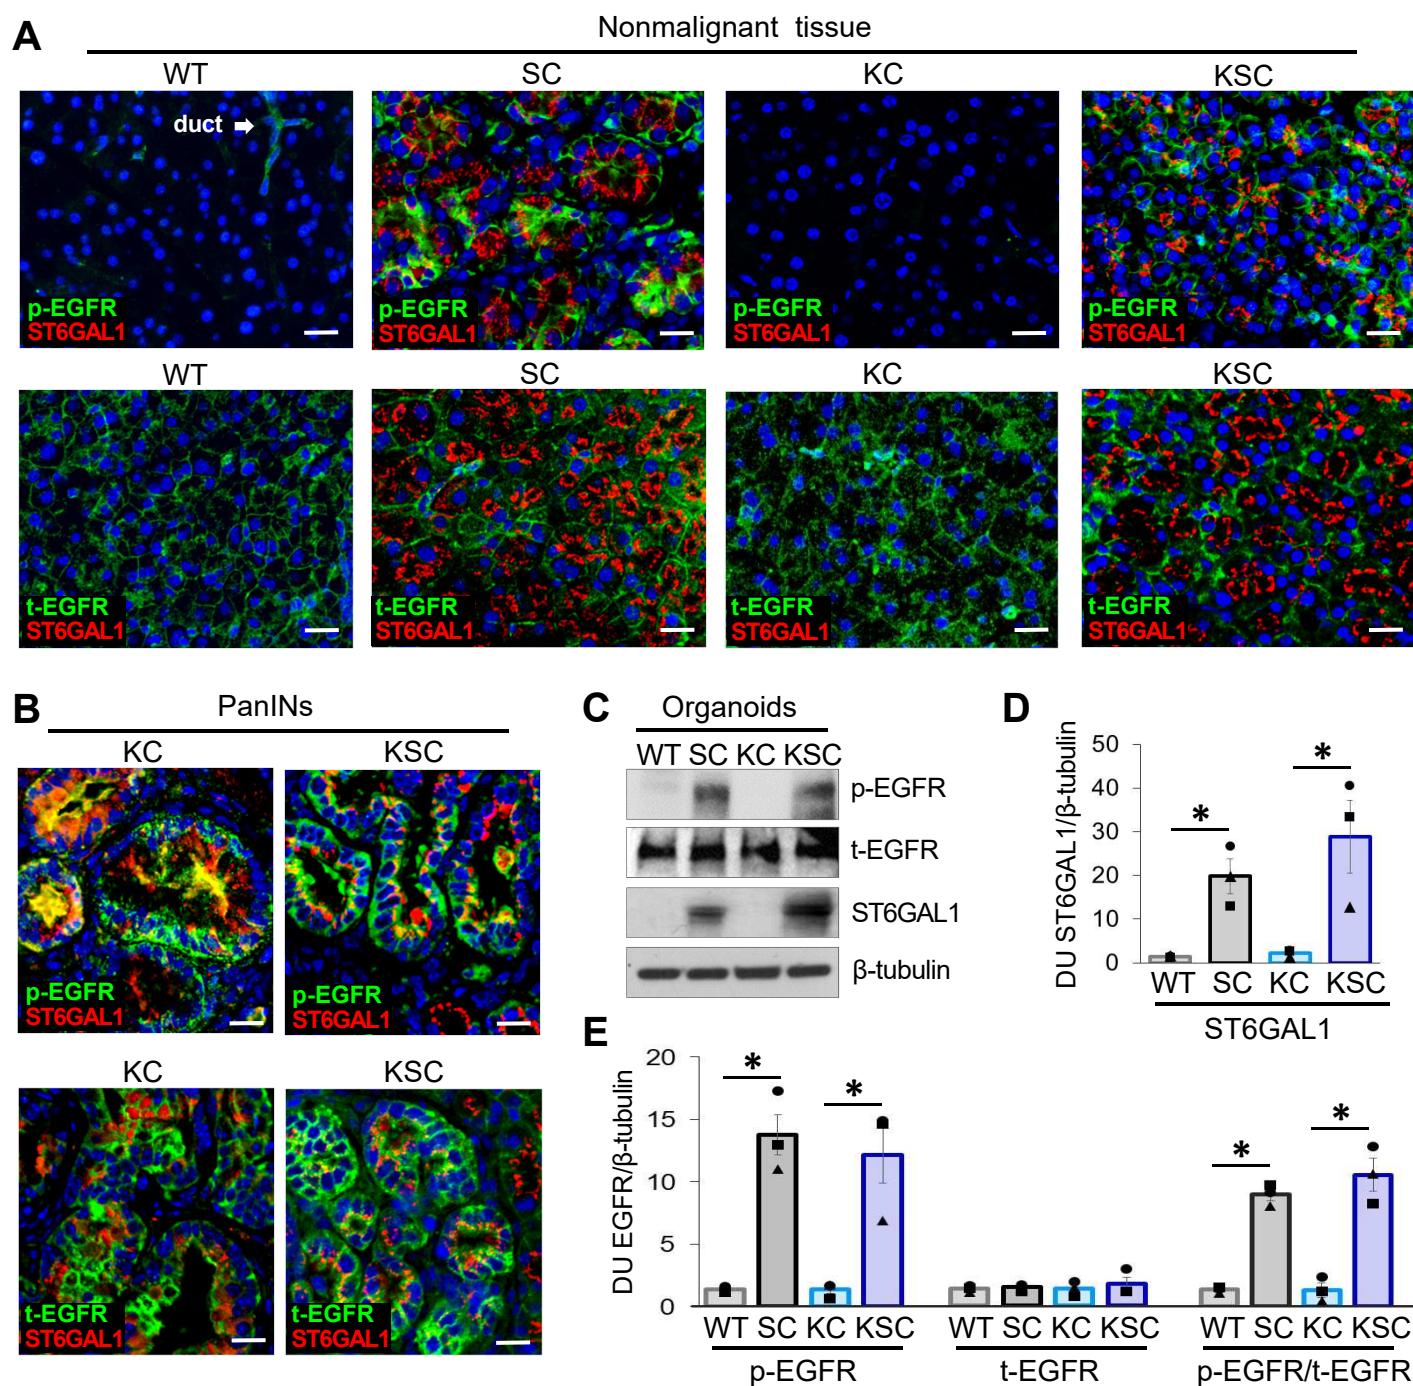 A
Nonmalignant tissue
WT
SC
KC
KSC
duct
p-EGFR
ST6GAL1
p-EGFR
ST6GAL1
p-EGFR
ST6GAL1
p-EGFR
ST6GAL1
WT
SC
KC
KSC
t-EGFR
ST6GAL1
t-EGFR
ST6GAL1
t-EGFR
ST6GAL1
t-EGFR
ST6GAL1
B
PanINs
KC
KSC
p-EGFR
ST6GAL1
p-EGFR
ST6GAL1
KC
KSC
t-EGFR
ST6GAL1
t-EGFR
ST6GAL1
C
Organoids
WT SC KC KSC
p-EGFR
t-EGFR
ST6GAL1
β-tubulin
D
DU ST6GAL1/β-tubulin
50
40
30
20
10
0
*
*
WT SC KC KSC
ST6GAL1
E
DU EGFR/β-tubulin
20
15
10
5
0
*
*
*
*
WT SC KC KSC
p-EGFR
WT SC KC KSC
t-EGFR
WT SC KC KSC
p-EGFR/t-EGFR